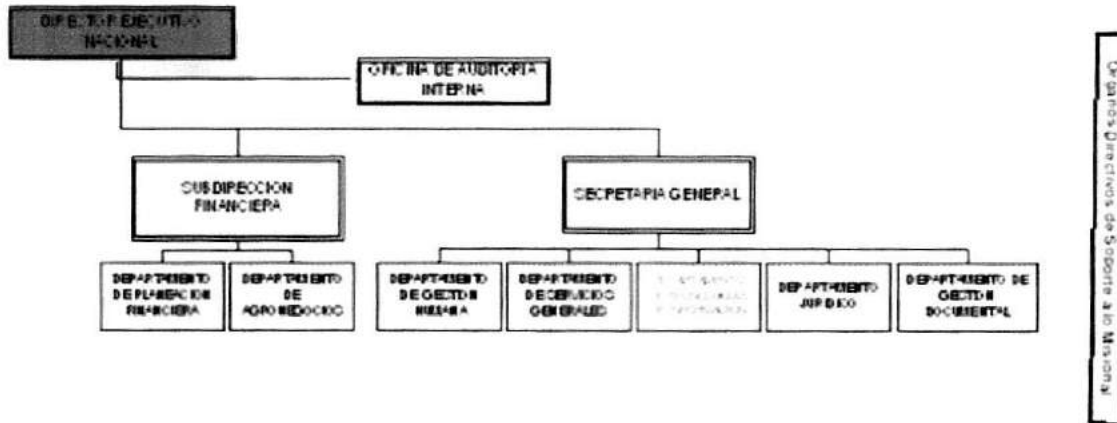 DIRECTOR EJECUTIVO
NACIONAL
OFICINA DE AUDITORIA
INTERNA
SUBDIRECCION
FINANCIERA
SECRETARIA GENERAL
DEPARTAMENTO
DE PLANEACION
FINANCIERA
DEPARTAMENTO
DE
AGRONEGOCIOS
DEPARTAMENTO
DE GESTION
HUMANA
DEPARTAMENTO
DE SERVICIOS
GENERALES
DEPARTAMENTO
JURIDICO
DEPARTAMENTO DE
GESTION
DOCUMENTAL
Organos Directivos de Soporte a lo Misional